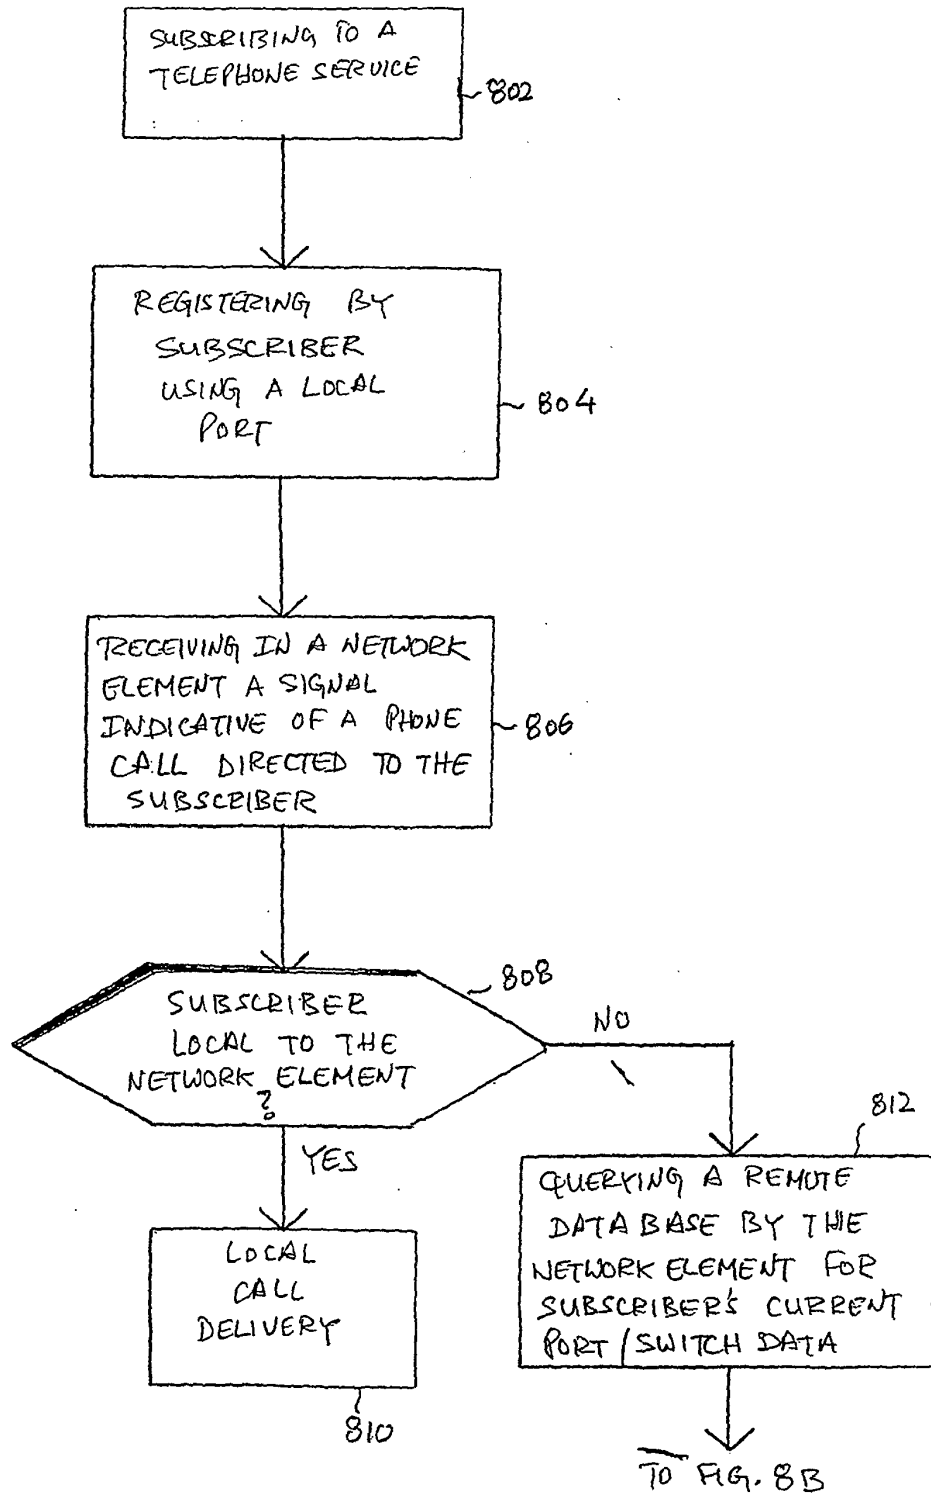 SUBSCRIBING TO A
TELEPHONE SERVICE
802
REGISTERING BY
SUBSCRIBER
USING A LOCAL
PORT
804
RECEIVING IN A NETWORK
ELEMENT A SIGNAL
INDICATIVE OF A PHONE
CALL DIRECTED TO THE
SUBSCRIBER
806
808
SUBSCRIBER
LOCAL TO THE
NETWORK ELEMENT
?
NO
YES
812
LOCAL
CALL
DELIVERY
810
QUERYING A REMOTE
DATABASE BY THE
NETWORK ELEMENT FOR
SUBSCRIBER'S CURRENT
PORT/SWITCH DATA
TO FIG. 8B